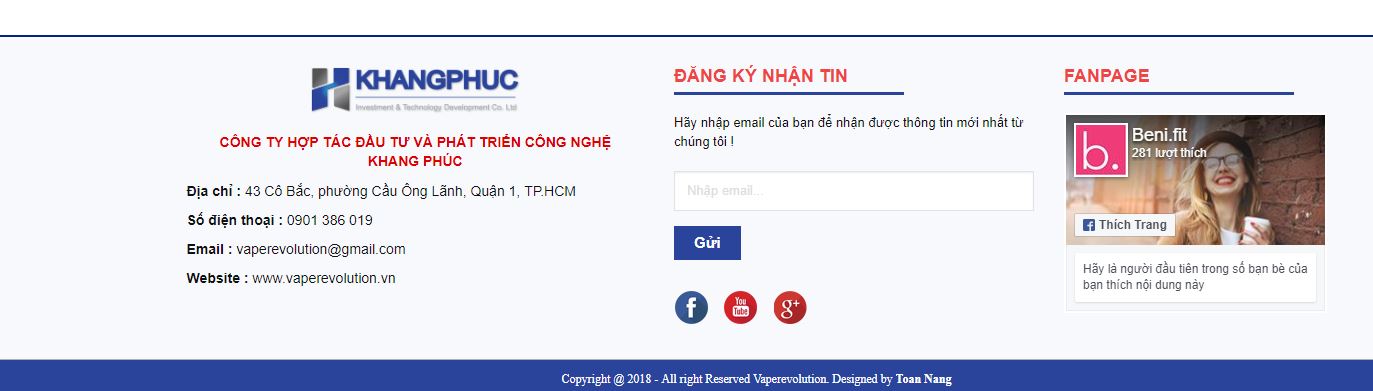 KHANGPHUC
Investment & Technology Development Co. Ltd
CÔNG TY HỢP TÁC ĐẦU TƯ VÀ PHÁT TRIỂN CÔNG NGHỆ
KHANG PHÚC
Địa chỉ : 43 Cô Bắc, phường Cầu Ông Lãnh, Quận 1, TP.HCM
Số điện thoại : 0901 386 019
Email : vaperevolution@gmail.com
Website : www.vaperevolution.vn
ĐĂNG KÝ NHẬN TIN
Hãy nhập email của bạn để nhận được thông tin mới nhất từ
chúng tôi !
Nhập email...
Gửi
f
You
Tube
g+
FANPAGE
b.
Beni.fit
281 lượt thích
Thích Trang
Hãy là người đầu tiên trong số bạn bè của
bạn thích nội dung này
Copyright @ 2018 - All right Reserved Vaperevolution. Designed by Toan Nang